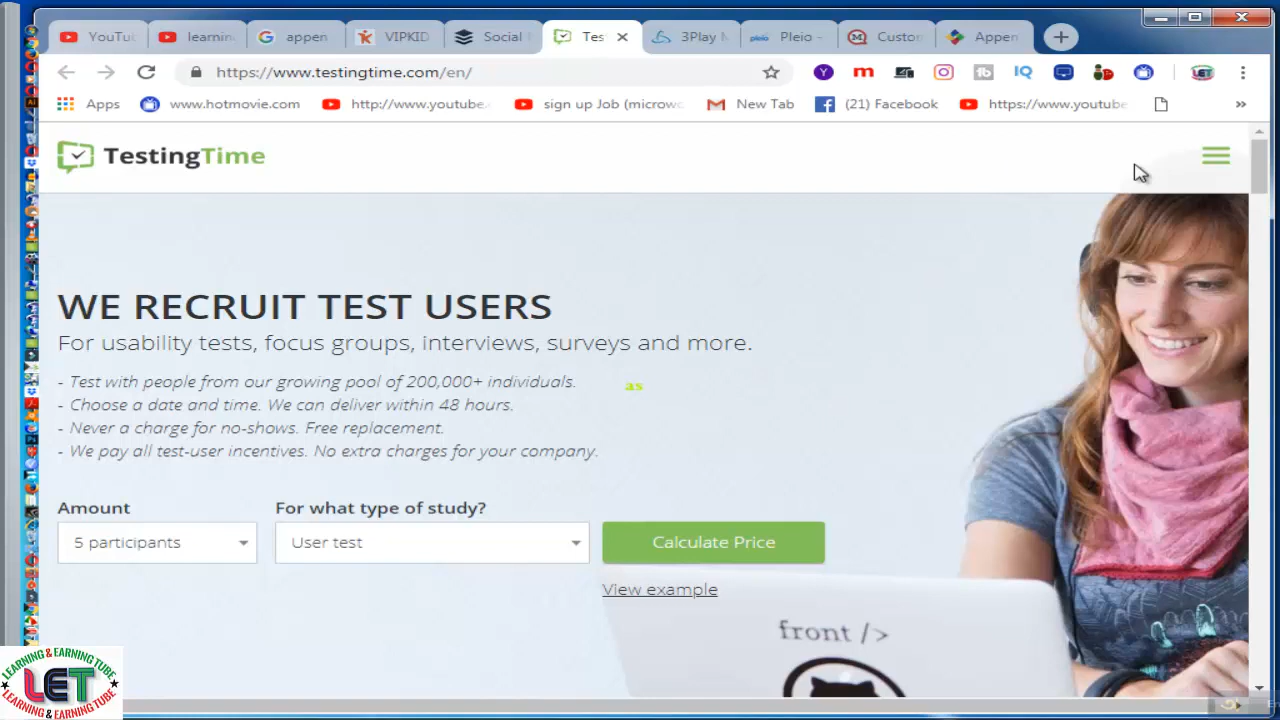 YouTu
learnin
appen
VIPKID
Social
Tes
3Play M
Pleio -
Custon
Appen
https://www.testingtime.com/en/
Apps
www.hotmovie.com
http://www.youtube.
sign up Job (microwo
New Tab
(21) Facebook
https://www.youtube
TestingTime
WE RECRUIT TEST USERS
For usability tests, focus groups, interviews, surveys and more.
- Test with people from our growing pool of 200,000+ individuals.
as
- Choose a date and time. We can deliver within 48 hours.
- Never a charge for no-shows. Free replacement.
- We pay all test-user incentives. No extra charges for your company.
Amount
For what type of study?
5 participants
User test
Calculate Price
View example
front />
LEARNING & EARNING TUBE
LET
LEARNING & EARNING TUBE